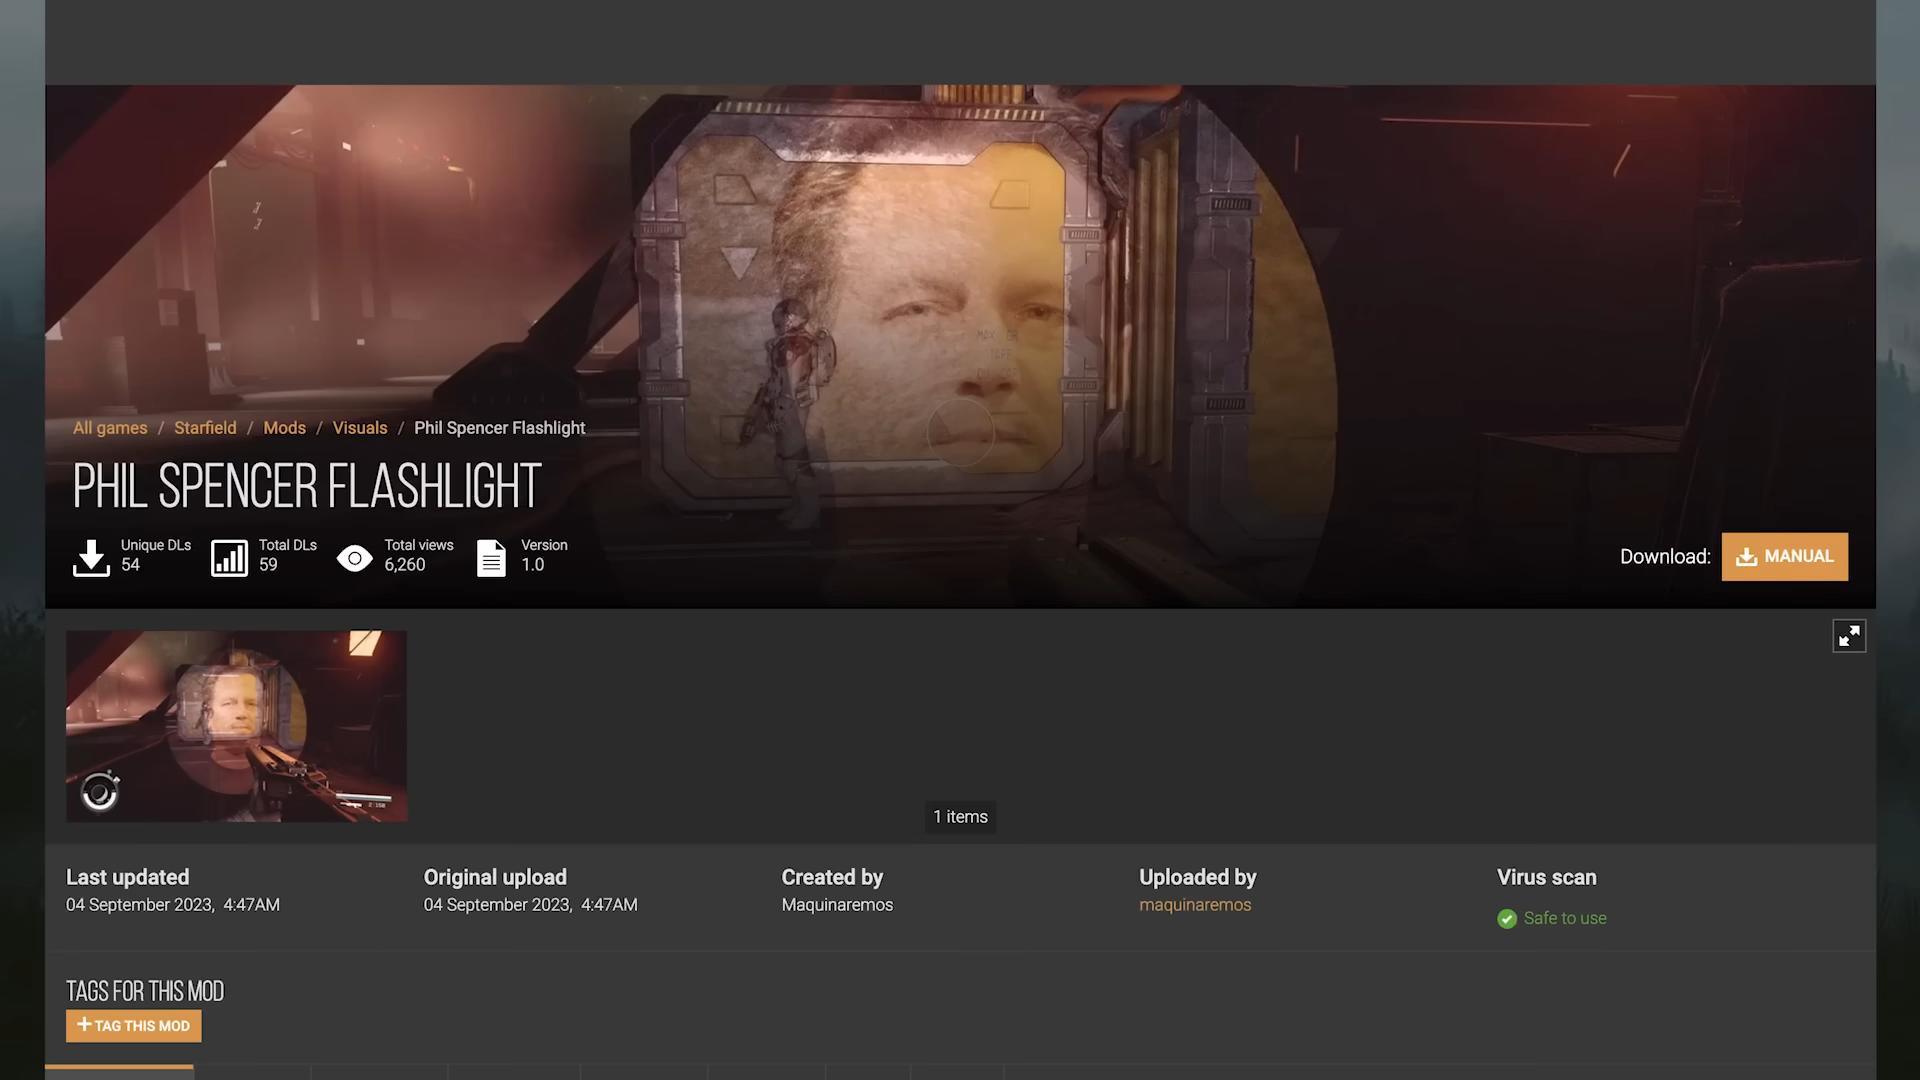 All games / Starfield / Mods / Visuals / Phil Spencer Flashlight
PHIL SPENCER FLASHLIGHT
Unique DLs
54
Total DLs
59
Total views
6,260
Version
1.0
Download:
MANUAL
1 items
Last updated
04 September 2023, 4:47AM
Original upload
04 September 2023, 4:47AM
Created by
Maquinaremos
Uploaded by
maquinaremos
Virus scan
Safe to use
TAGS FOR THIS MOD
+ TAG THIS MOD